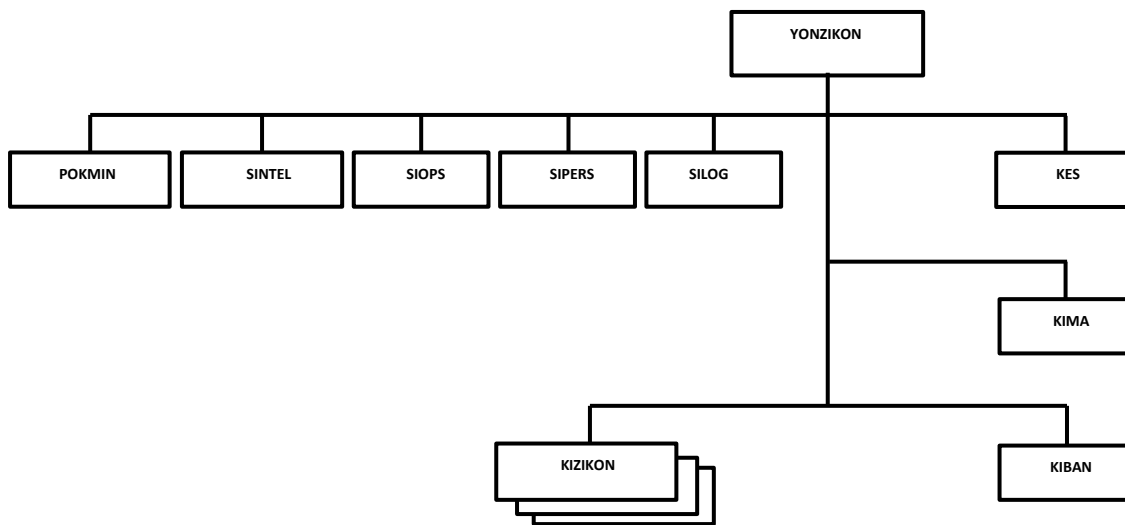 YONZIKON
POKMIN
SINTEL
SIOPS
SIPERS
SILOG
KES
KIMA
KIZIKON
KIBAN